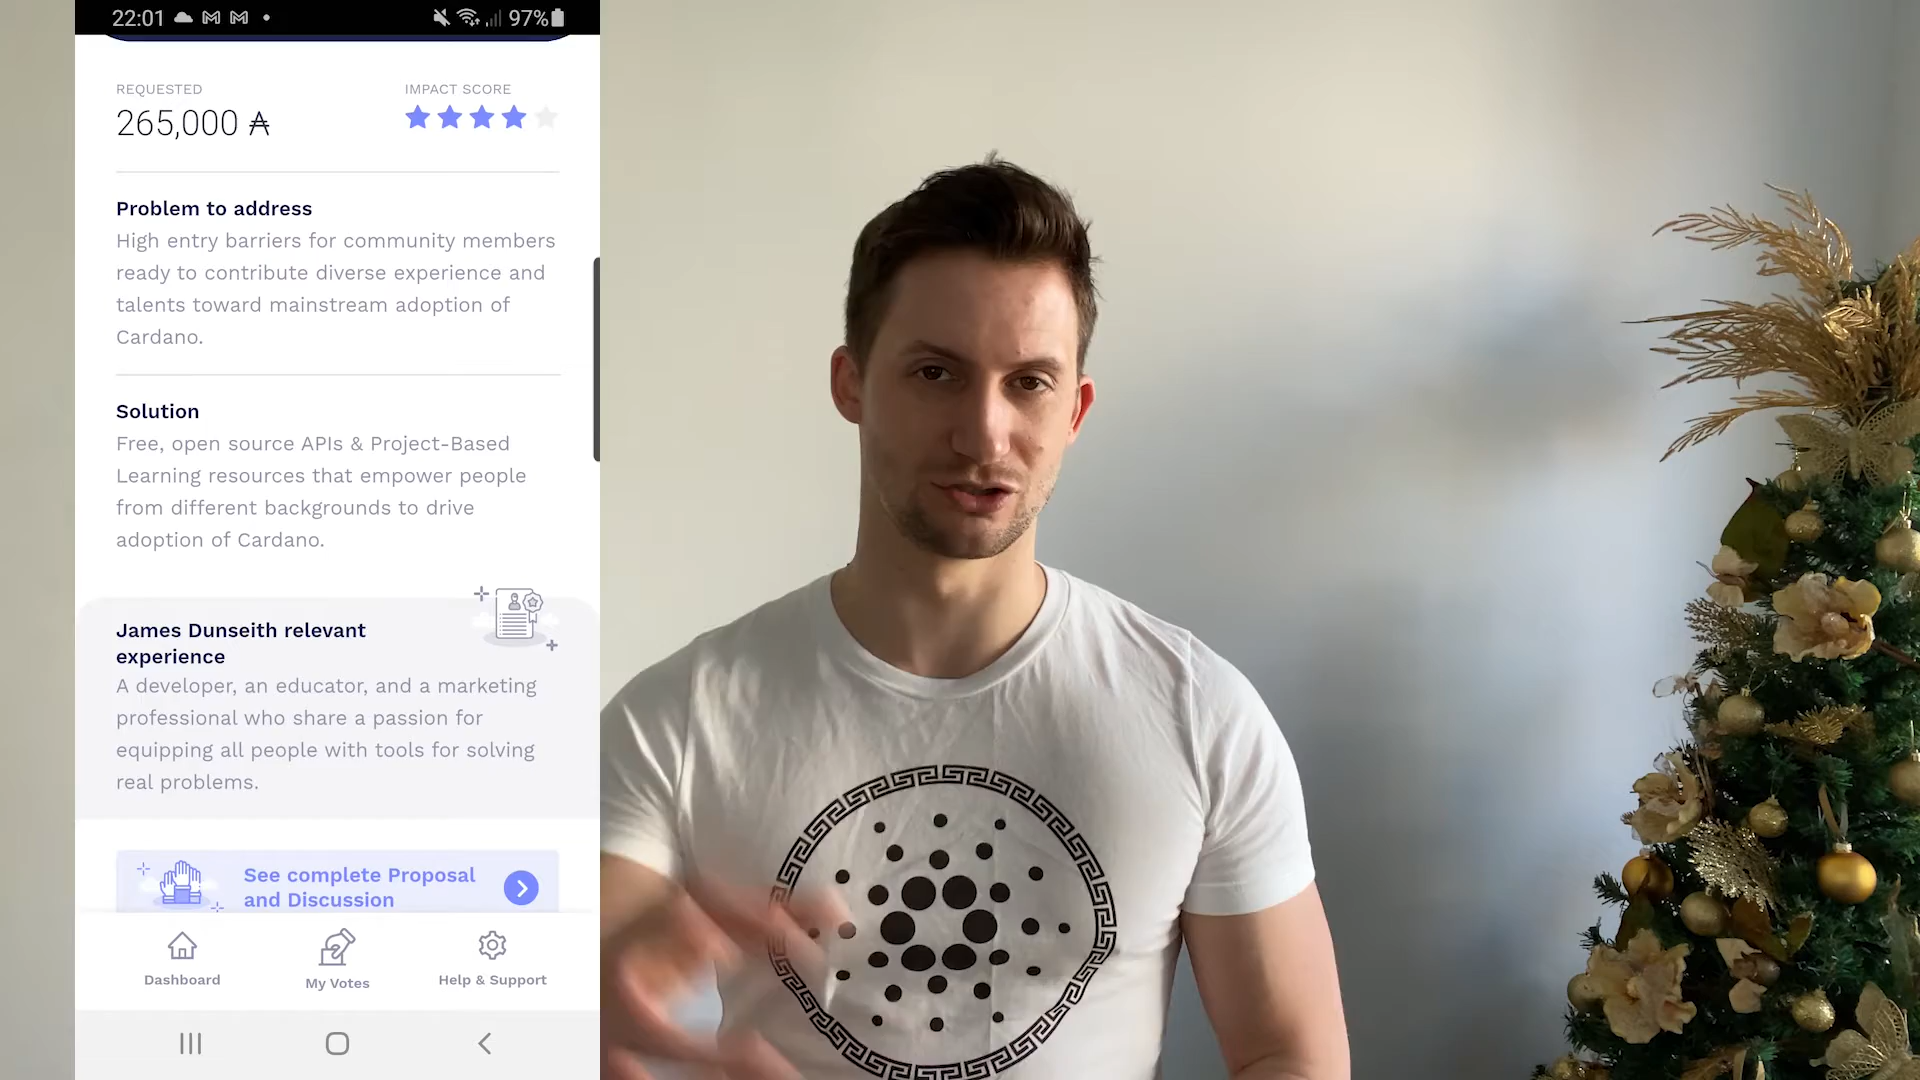 22:01
97%
REQUESTED
IMPACT SCORE
265,000 ₳
Problem to address
High entry barriers for community members
ready to contribute diverse experience and
talents toward mainstream adoption of
Cardano.
Solution
Free, open source APIs & Project-Based
Learning resources that empower people
from different backgrounds to drive
adoption of Cardano.
James Dunseith relevant
experience
A developer, an educator, and a marketing
professional who share a passion for
equipping all people with tools for solving
real problems.
See complete Proposal
and Discussion
Dashboard
My Votes
Help & Support